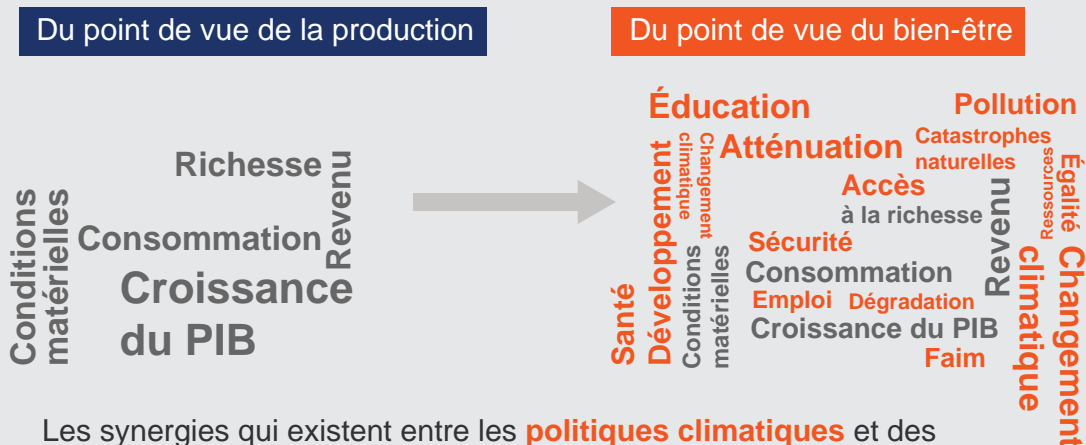 Du point de vue de la production
Richesse
Revenu
Conditions
matérielles
Consommation
Croissance
du PIB
Du point de vue du bien-être
Éducation
Pollution
Développement
climatique
Changement
Atténuation
Catastrophes
naturelles
Ressources
Égalité
Accès
à la richesse
Revenu
Sécurité
Consommation
Conditions
matérielles
Santé
Emploi
Dégradation
Croissance du PIB
Faim
climatique
Changement
Les synergies qui existent entre les politiques climatiques et des